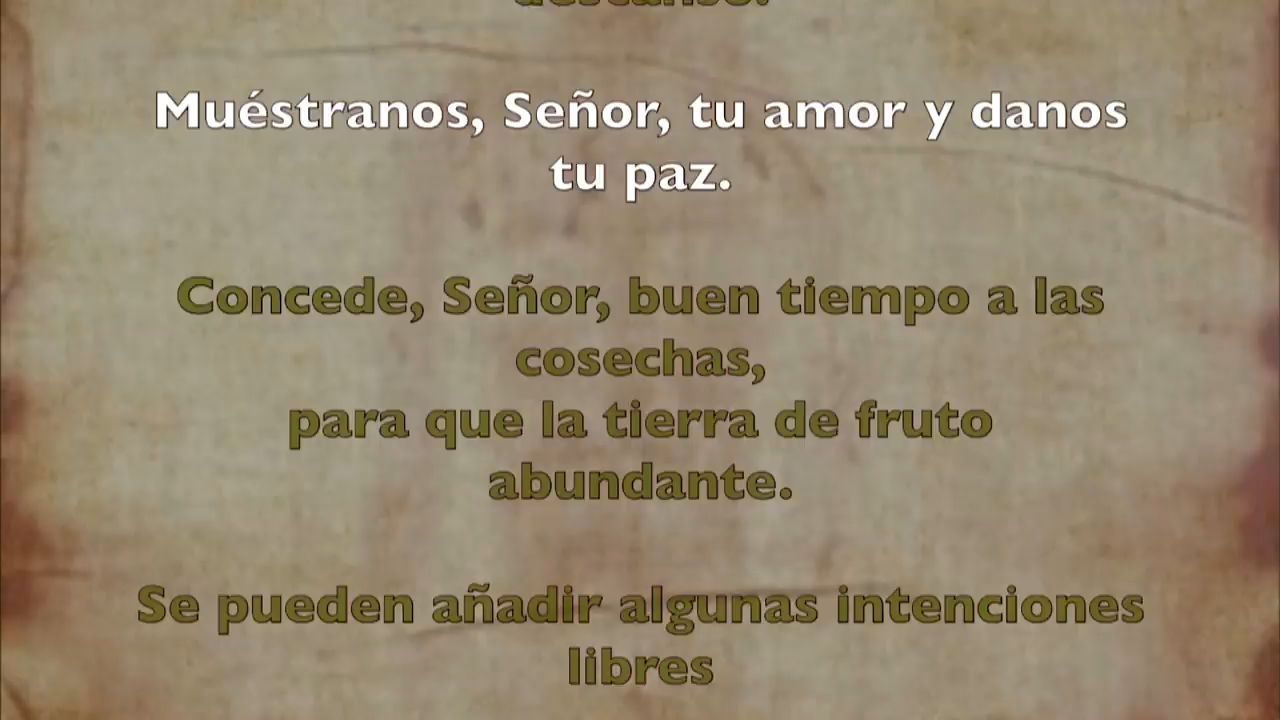 descanso.
Muéstranos, Señor, tu amor y danos
tu paz.
Concede, Señor, buen tiempo a las
cosechas,
para que la tierra de fruto
abundante.
Se pueden añadir algunas intenciones
libres